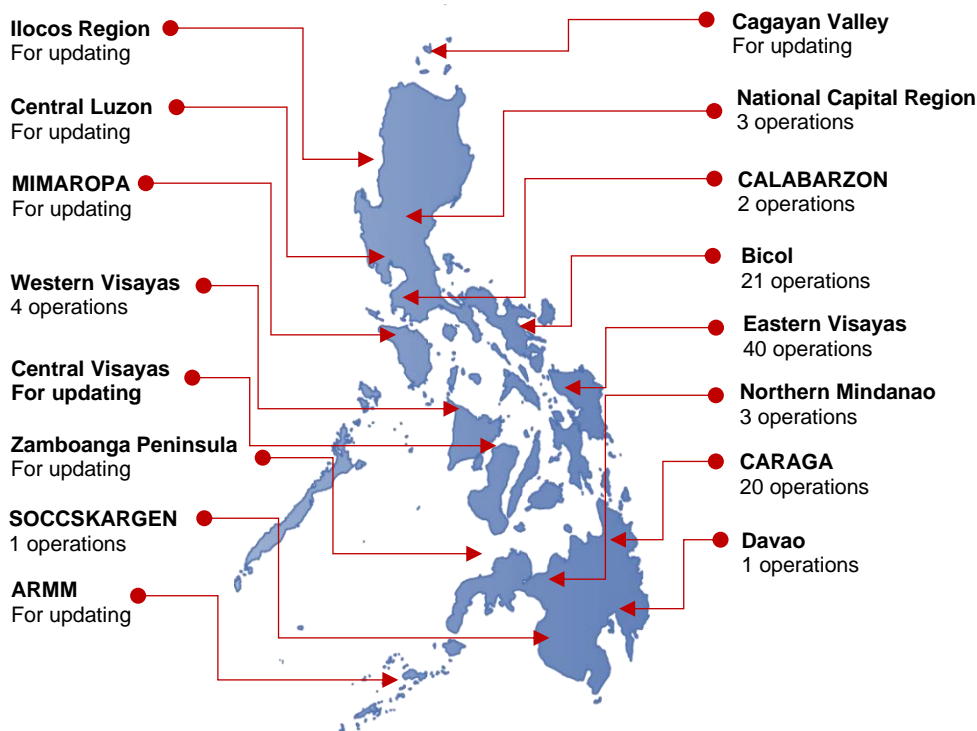 Ilocos Region
For updating
Central Luzon
For updating
MIMAROPA
For updating
Western Visayas
4 operations
Central Visayas
For updating
Zamboanga Peninsula
For updating
SOCCSKARGEN
1 operations
ARMM
For updating
Cagayan Valley
For updating
National Capital Region
3 operations
CALABARZON
2 operations
Bicol
21 operations
Eastern Visayas
40 operations
Northern Mindanao
3 operations
CARAGA
20 operations
Davao
1 operations